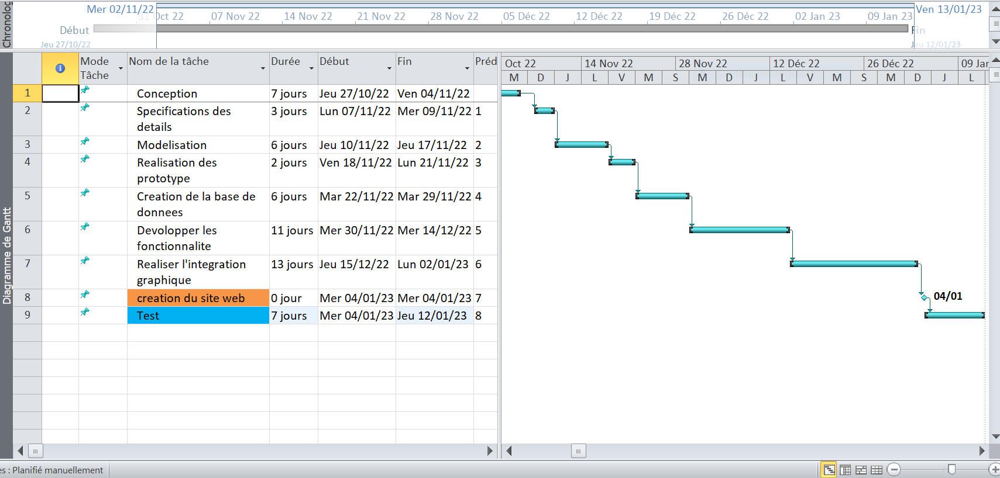 Chronoloc
Mer 02/11/22
Ven 13/01/23
31 Oct 22 07 Nov 22 14 Nov 22 21 Nov 22 28 Nov 22 05 Déc 22 12 Déc 22 19 Déc 22 26 Déc 22 02 Jan 23 09 Jan 23
Début
Fin
Jeu 27/10/22
Jeu 12/01/23
Diagramme de Gantt
Mode Tâche Nom de la tâche Durée Début Fin Préd
Oct 22 14 Nov 22 28 Nov 22 12 Déc 22 26 Déc 22 09 Jar
M D J L V M S M D J L V M S M D J L
1 Conception 7 jours Jeu 27/10/22 Ven 04/11/22
2 Specifications des 3 jours Lun 07/11/22 Mer 09/11/22 1
details
3 Modelisation 6 jours Jeu 10/11/22 Jeu 17/11/22 2
4 Realisation des 2 jours Ven 18/11/22 Lun 21/11/22 3
prototype
5 Creation de la base de 6 jours Mar 22/11/22 Mar 29/11/22 4
donnees
6 Devolopper les 11 jours Mer 30/11/22 Mer 14/12/22 5
fonctionnalite
7 Realiser l'integration 13 jours Jeu 15/12/22 Lun 02/01/23 6
graphique
8 creation du site web 0 jour Mer 04/01/23 Mer 04/01/23 7
04/01
9 Test 7 jours Mer 04/01/23 Jeu 12/01/23 8
es : Planifié manuellement